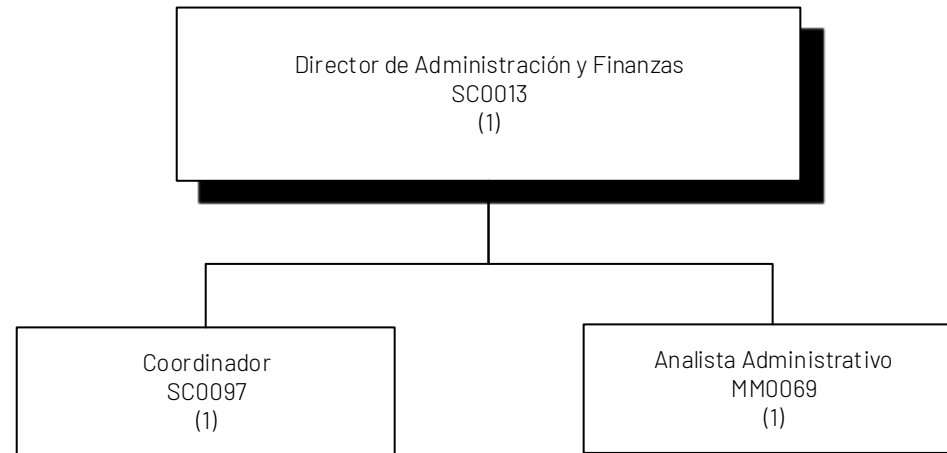 Director de Administración y Finanzas
SC0013
(1)
Coordinador
SC0097
(1)
Analista Administrativo
MM0069
(1)